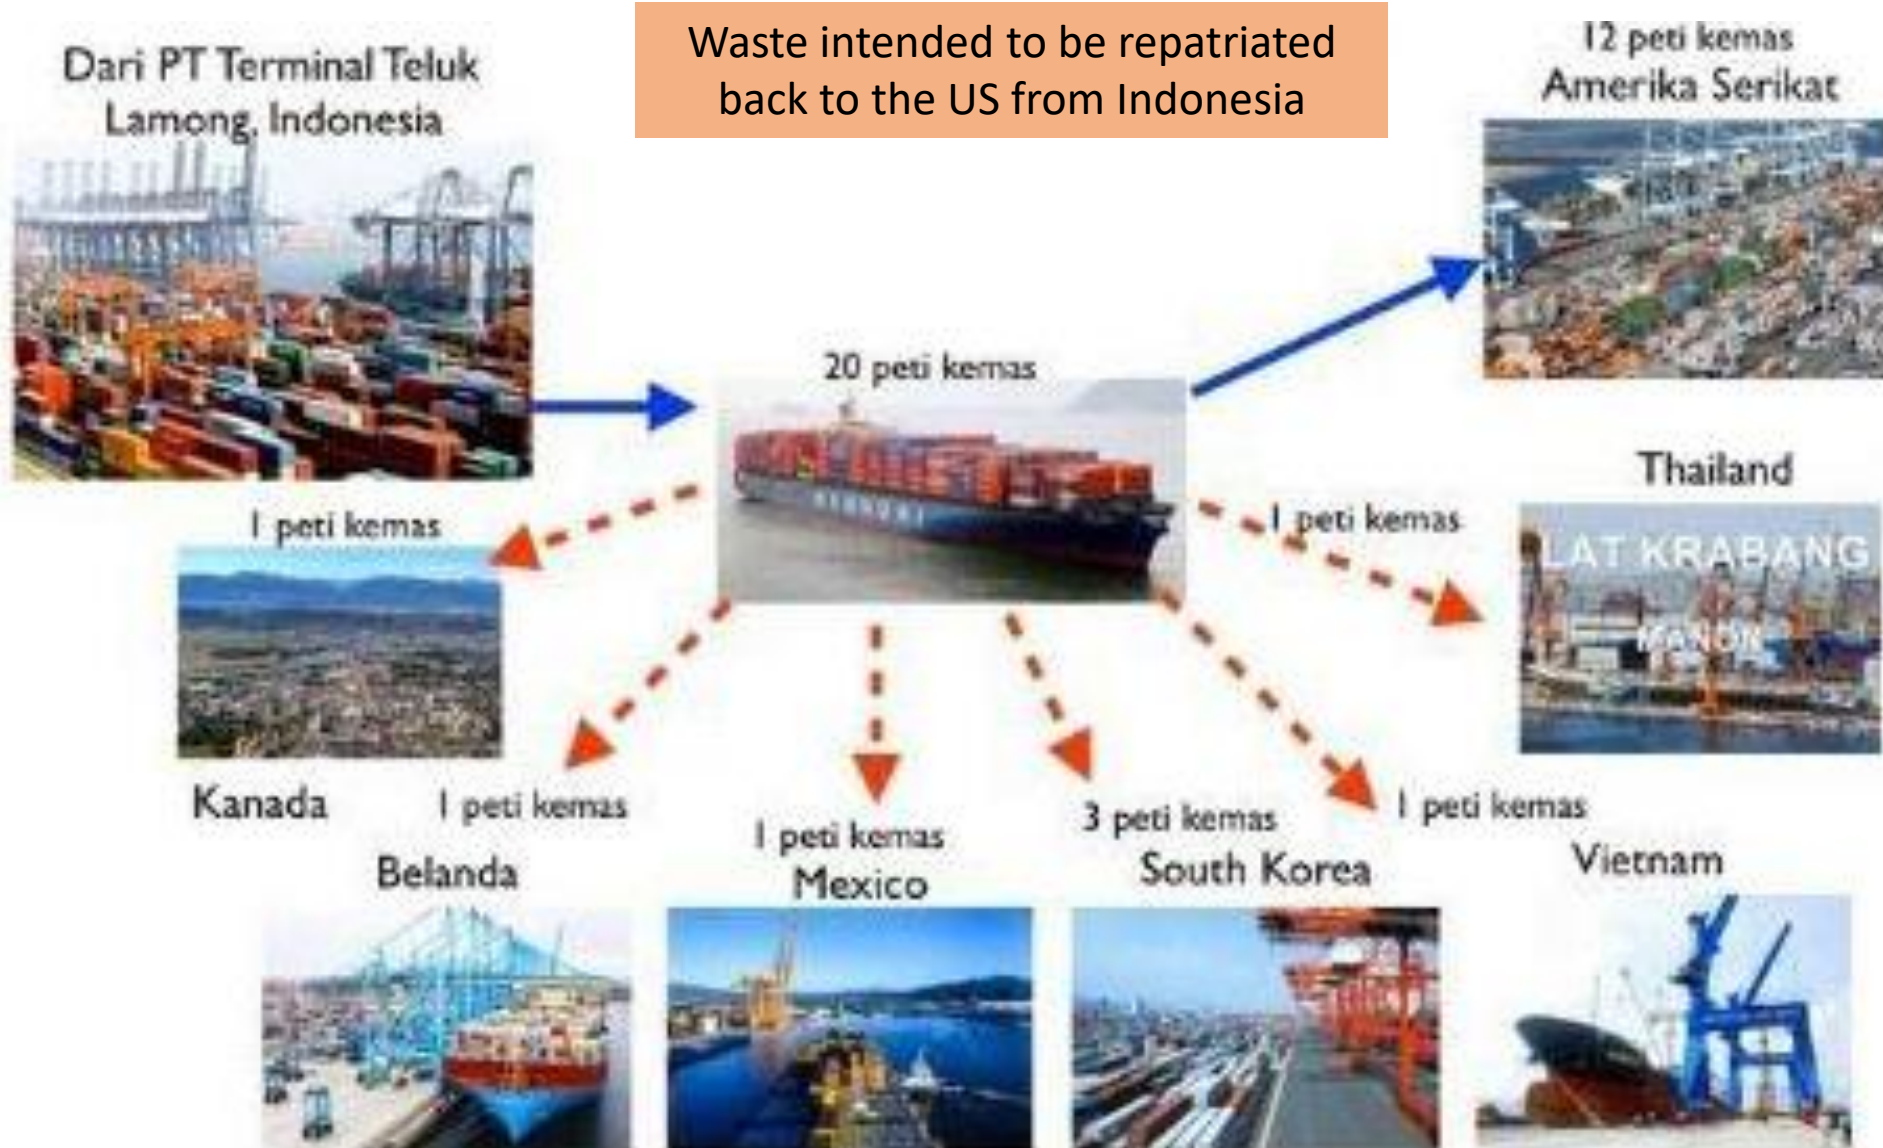 Waste intended to be repatriated
back to the US from Indonesia
Dari PT Terminal Teluk
Lamong, Indonesia
12 peti kemas
Amerika Serikat
20 peti kemas
HYUNDAI
Thailand
1 peti kemas
LAT KRABANG
1 peti kemas
Kanada
1 peti kemas
Belanda
1 peti kemas
Mexico
3 peti kemas
South Korea
1 peti kemas
Vietnam